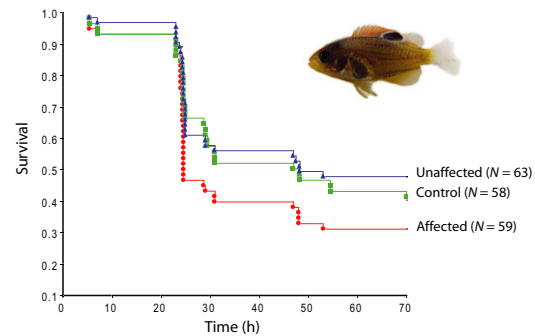 1.0
0.9
0.8
0.7
0.6
0.5
0.4
0.3
0.2
0.1
Survival
0 10 20 30 40 50 60 70
Time (h)
Unaffected (N = 63)
Control (N = 58)
Affected (N = 59)